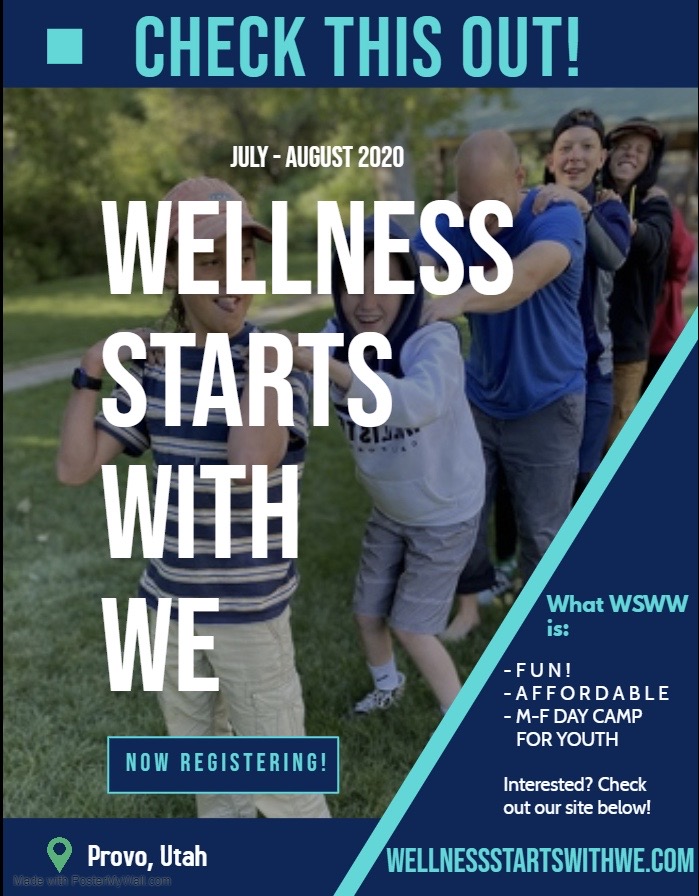 CHECK THIS OUT!
JULY - AUGUST 2020
WELLNESS
STARTS
WITH
WE
NOW REGISTERING!
What WSWW
is:
- FUN!
- AFFORDABLE
- M-F DAY CAMP
FOR YOUTH
Interested? Check
out our site below!
Provo, Utah
WELLNESSSTARTSWITHWE.COM
Made with PosterMyWall.com